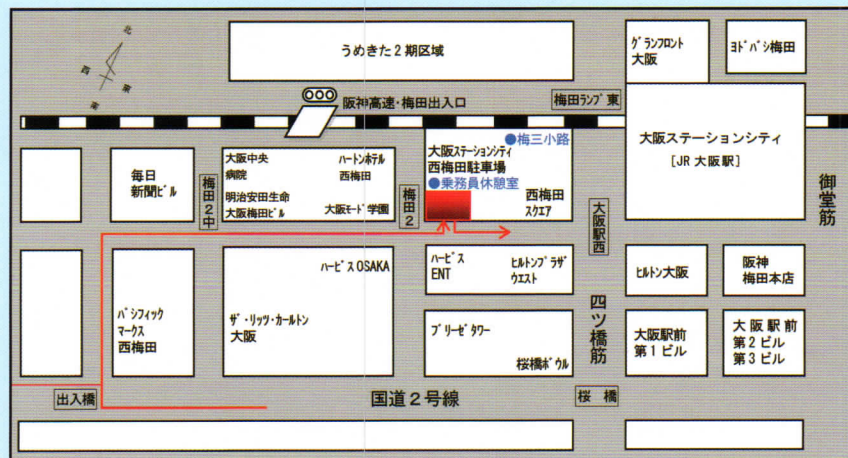 北
西
東
南
うめきた2期区域
グランフロント
大阪
ヨドバシ梅田
阪神高速・梅田出入口
梅田ランプ東
大阪ステーションシティ
[JR 大阪駅]
毎日
新聞ビル
梅田2中
大阪中央
病院
ハートンホテル
西梅田
明治安田生命
大阪梅田ビル
大阪モード学園
梅田2
●梅三小路
大阪ステーションシティ
西梅田駐車場
●乗務員休憩室
西梅田
スクエア
大阪駅西
御堂筋
パシフィック
マークス
西梅田
ハービスOSAKA
ザ・リッツ・カールトン
大阪
ハービス
ENT
ヒルトンプラザ
ウエスト
ブリーゼタワー
桜橋ボウル
四ツ橋筋
ヒルトン大阪
阪神
梅田本店
大阪駅前
第1ビル
大阪駅前
第2ビル
第3ビル
出入橋
国道2号線
桜橋